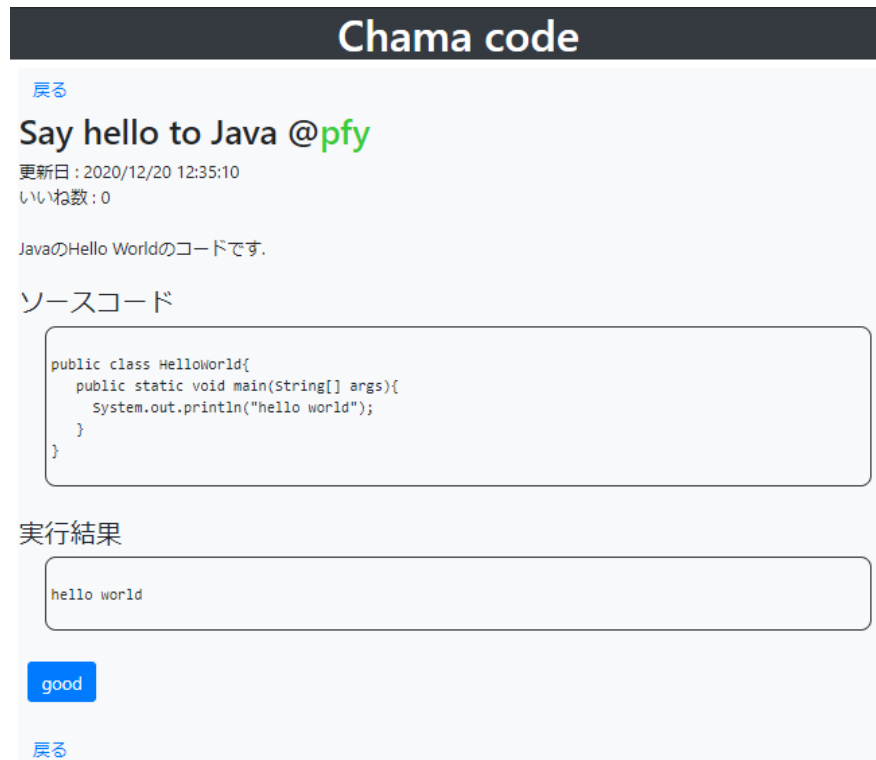 Chama code
戻る
Say hello to Java @pfy
更新日 : 2020/12/20 12:35:10
いいね数 : 0
JavaのHello Worldのコードです.
ソースコード
public class HelloWorld{
   public static void main(String[] args){
     System.out.println("hello world");
   }
}
実行結果
hello world
good
戻る